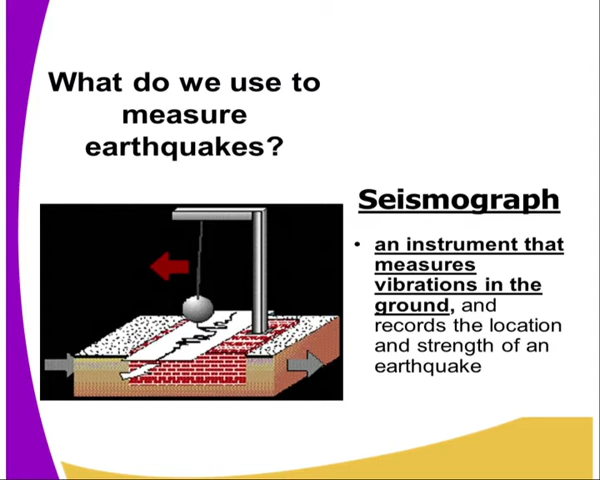 What do we use to
measure
earthquakes?
Seismograph
• an instrument that
measures
vibrations in the
ground, and
records the location
and strength of an
earthquake